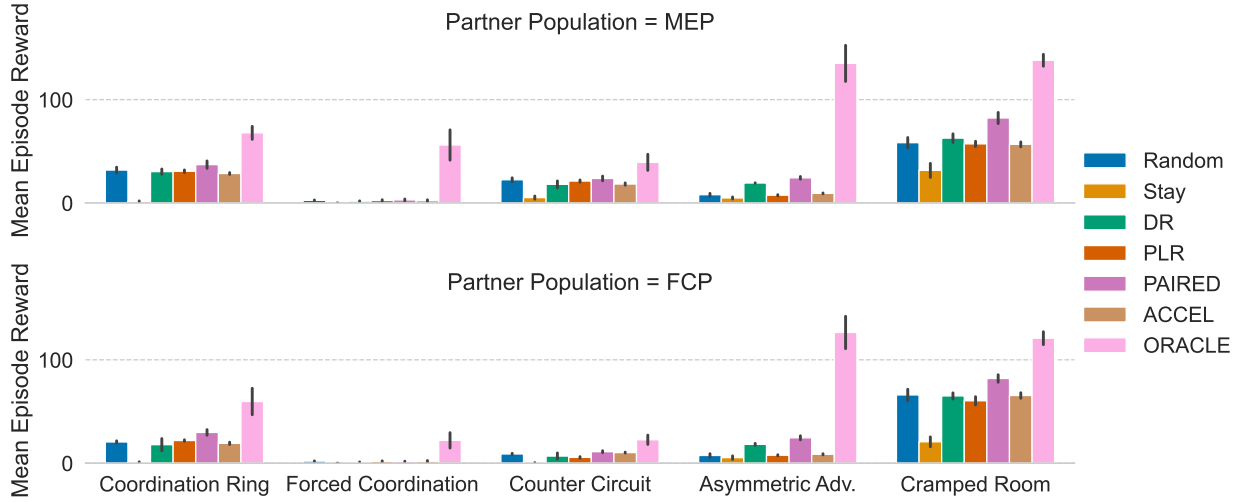 Partner Population = MEP
Mean Episode Reward
100
0
Random
Stay
DR
PLR
PAIRED
ACCEL
ORACLE
Partner Population = FCP
Mean Episode Reward
100
0
Coordination Ring
Forced Coordination
Counter Circuit
Asymmetric Adv.
Cramped Room